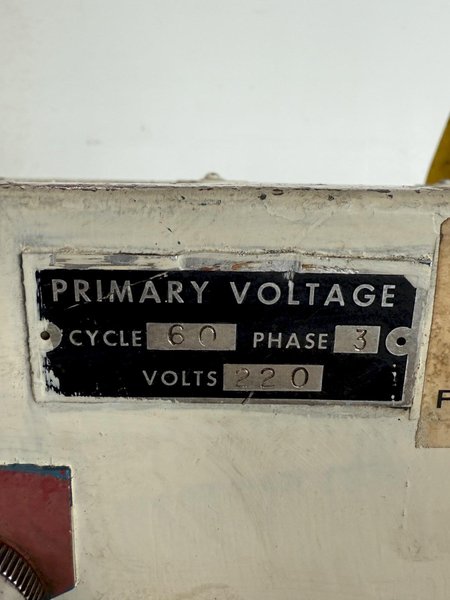 PRIMARY VOLTAGE
CYCLE 60 PHASE 3
VOLTS 220
F